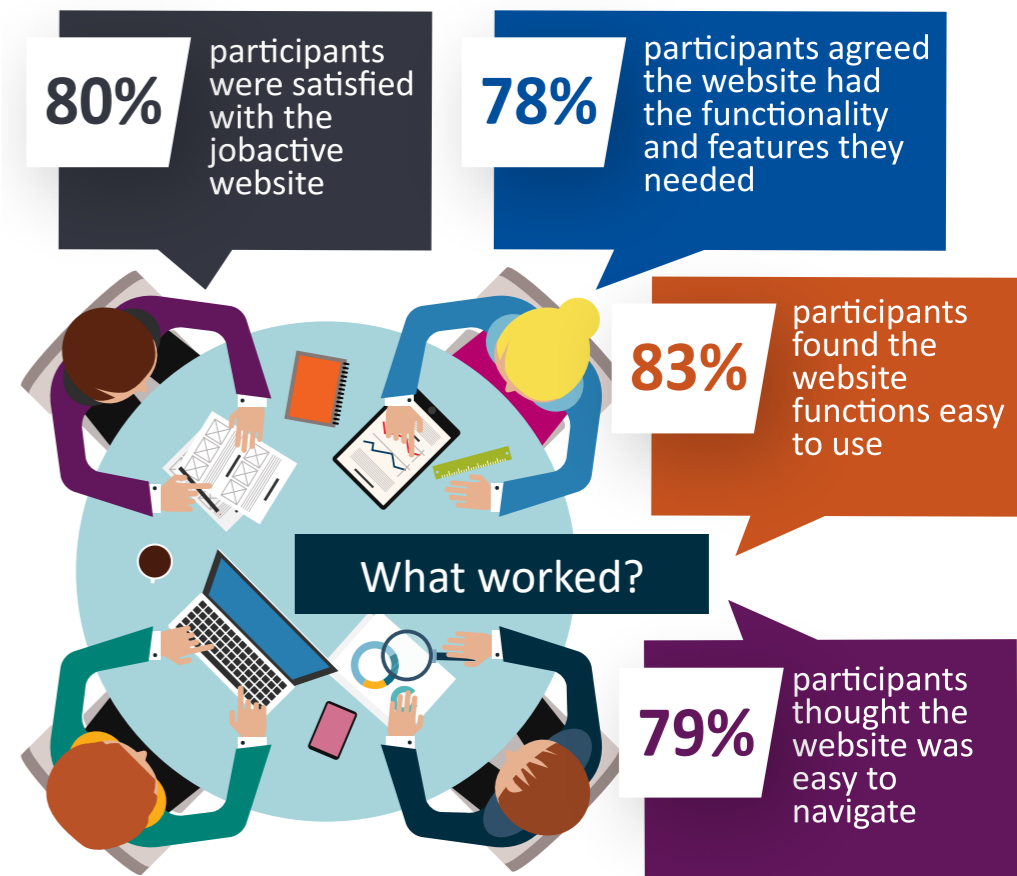 80%
participants
were satisfied
with the
jobactive
website
78%
participants agreed
the website had
the functionality
and features they
needed
83%
participants
found the
website
functions easy
to use
What worked?
79%
participants
thought the
website was
easy to
navigate